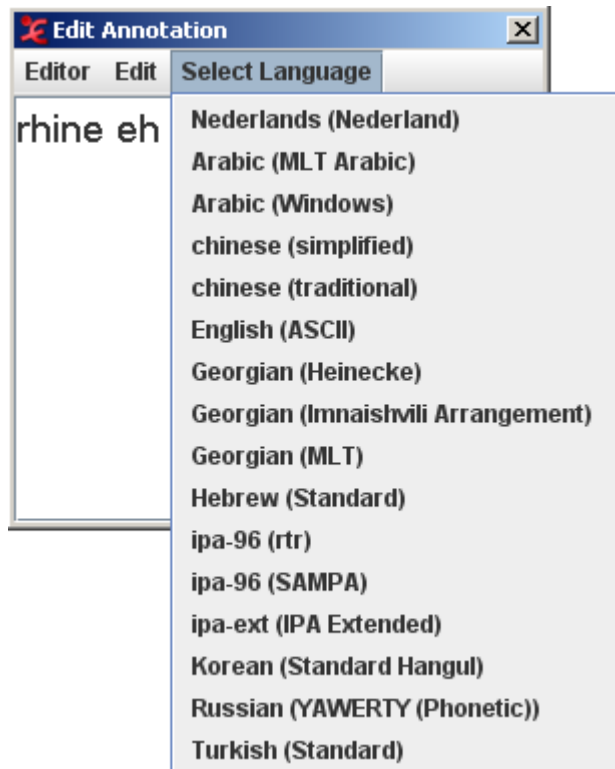 Edit Annotation
Editor Edit Select Language
rhine eh
Nederlands (Nederland)
Arabic (MLT Arabic)
Arabic (Windows)
chinese (simplified)
chinese (traditional)
English (ASCII)
Georgian (Heinecke)
Georgian (Imnaishvili Arrangement)
Georgian (MLT)
Hebrew (Standard)
ipa-96 (rtr)
ipa-96 (SAMPA)
ipa-ext (IPA Extended)
Korean (Standard Hangul)
Russian (YAWERTY (Phonetic))
Turkish (Standard)